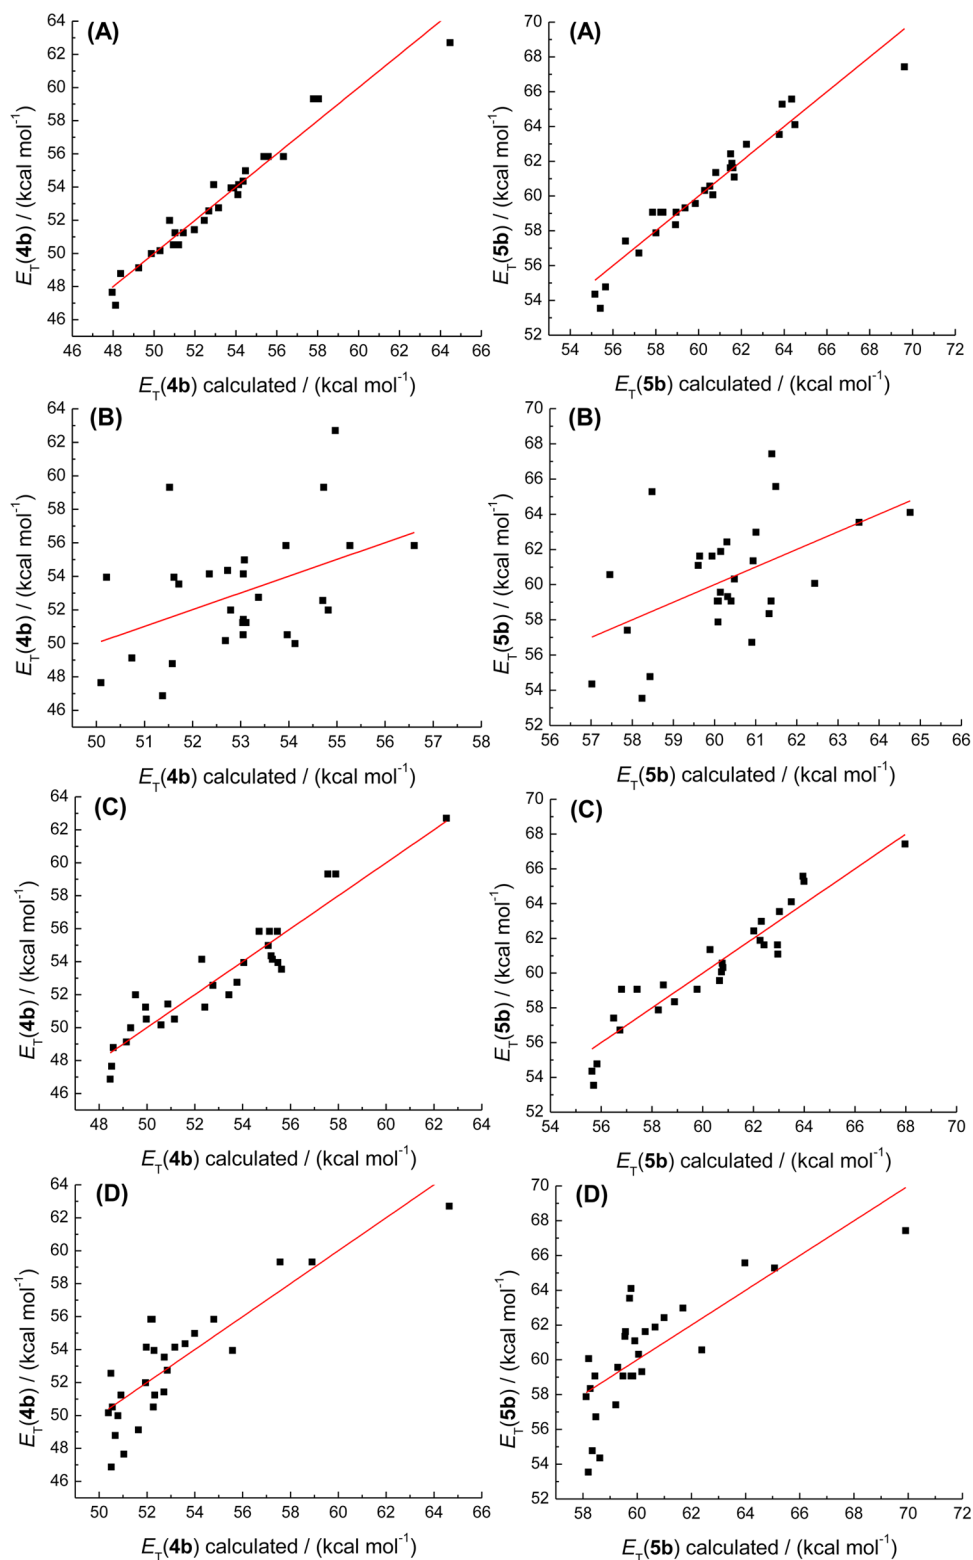 (A)
E_T(4b) / (kcal mol⁻¹)
64
62
60
58
56
54
52
50
48
46
46 48 50 52 54 56 58 60 62 64 66
E_T(4b) calculated / (kcal mol⁻¹)
(A)
E_T(5b) / (kcal mol⁻¹)
70
68
66
64
62
60
58
56
54
52
54 56 58 60 62 64 66 68 70 72
E_T(5b) calculated / (kcal mol⁻¹)
(B)
E_T(4b) / (kcal mol⁻¹)
64
62
60
58
56
54
52
50
48
46
50 51 52 53 54 55 56 57 58
E_T(4b) calculated / (kcal mol⁻¹)
(B)
E_T(5b) / (kcal mol⁻¹)
70
68
66
64
62
60
58
56
54
52
56 57 58 59 60 61 62 63 64 65 66
E_T(5b) calculated / (kcal mol⁻¹)
(C)
E_T(4b) / (kcal mol⁻¹)
64
62
60
58
56
54
52
50
48
46
48 50 52 54 56 58 60 62 64
E_T(4b) calculated / (kcal mol⁻¹)
(C)
E_T(5b) / (kcal mol⁻¹)
70
68
66
64
62
60
58
56
54
52
54 56 58 60 62 64 66 68 70
E_T(5b) calculated / (kcal mol⁻¹)
(D)
E_T(4b) / (kcal mol⁻¹)
64
62
60
58
56
54
52
50
48
46
50 52 54 56 58 60 62 64 66
E_T(4b) calculated / (kcal mol⁻¹)
(D)
E_T(5b) / (kcal mol⁻¹)
70
68
66
64
62
60
58
56
54
52
58 60 62 64 66 68 70 72
E_T(5b) calculated / (kcal mol⁻¹)